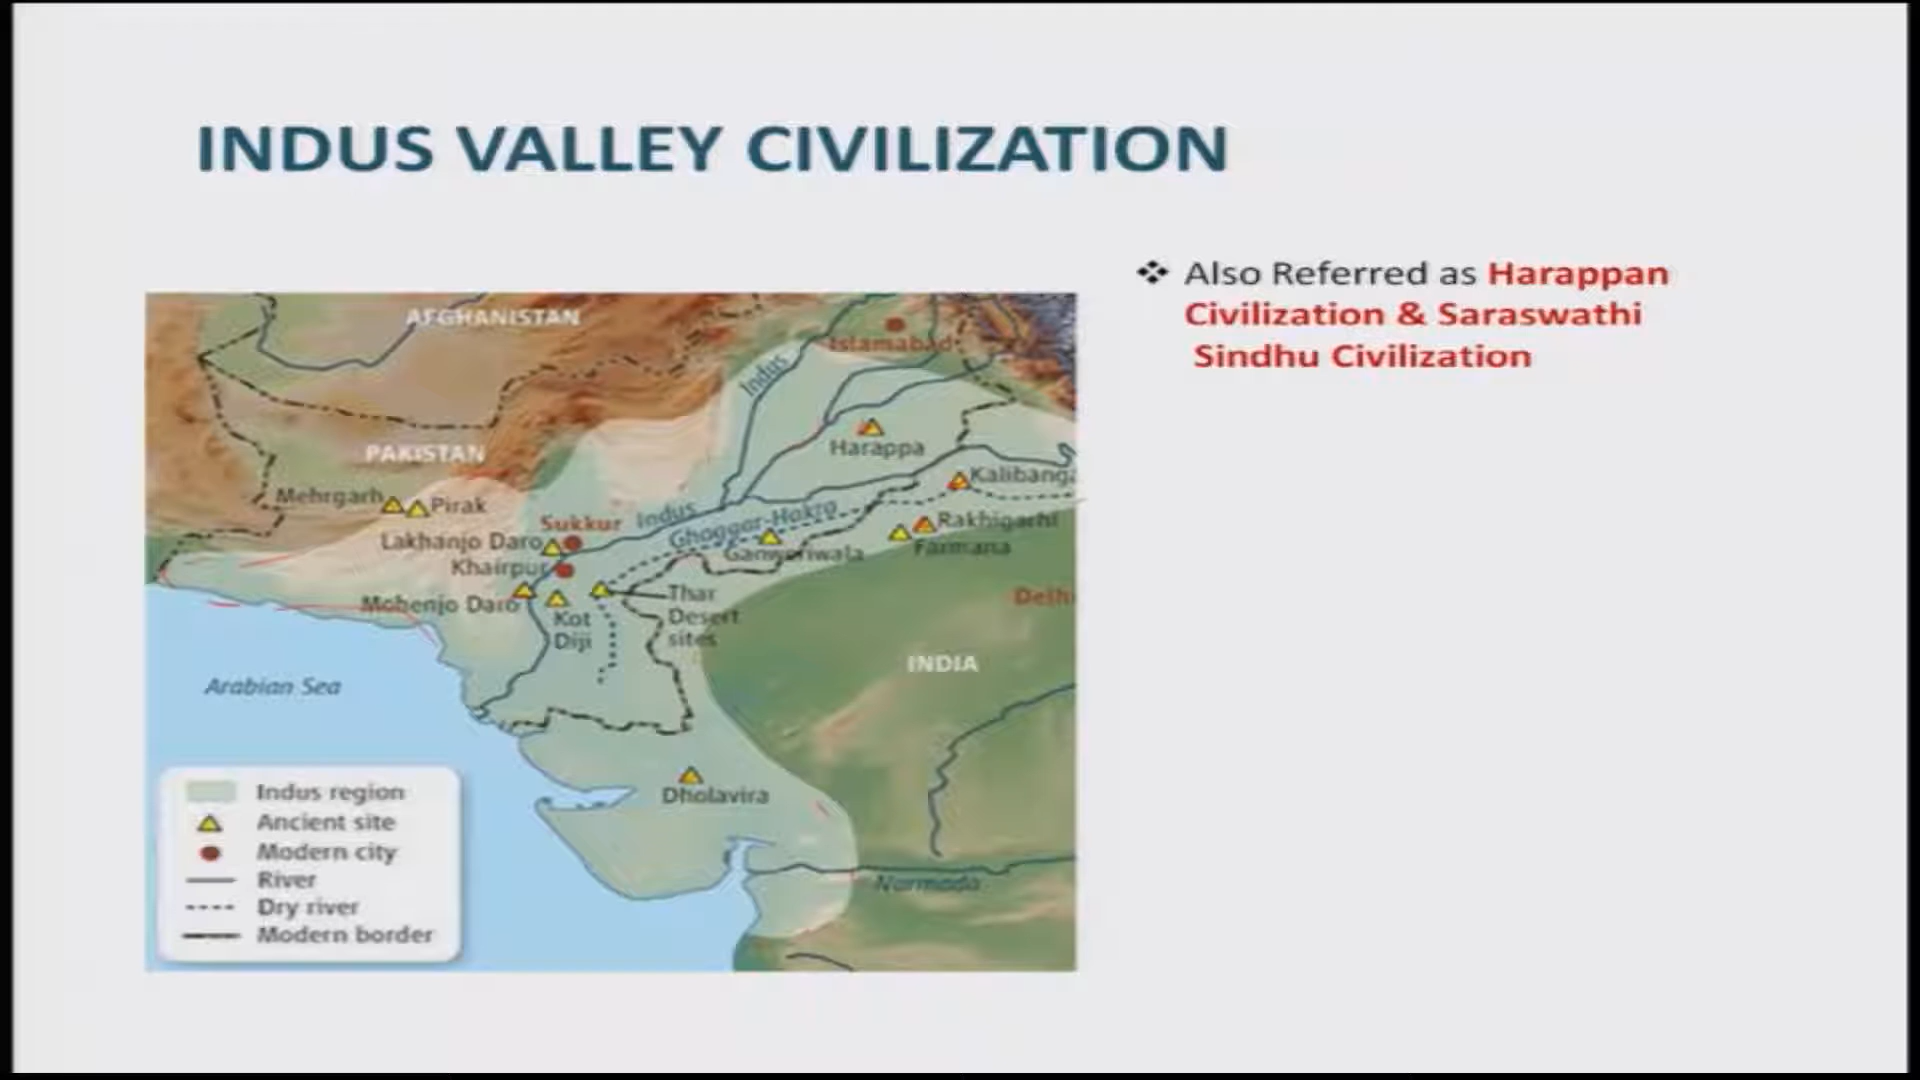 INDUS VALLEY CIVILIZATION
❖ Also Referred as Harappan
Civilization & Saraswathi
Sindhu Civilization
AFGHANISTAN
Islamabad
Indus
Harappa
PAKISTAN
Kalibanga
Mehrgarh
Pirak
Sukkur
Indus
Ghaggar-Hakra
Rakhigarhi
Lakhanjo Daro
Ganweriwala
Farmana
Khairpur
Mohenjo Daro
Thar
Desert
sites
Kot
Diji
Delhi
INDIA
Arabian Sea
Dholavira
Narmada
Indus region
Ancient site
Modern city
River
Dry river
Modern border